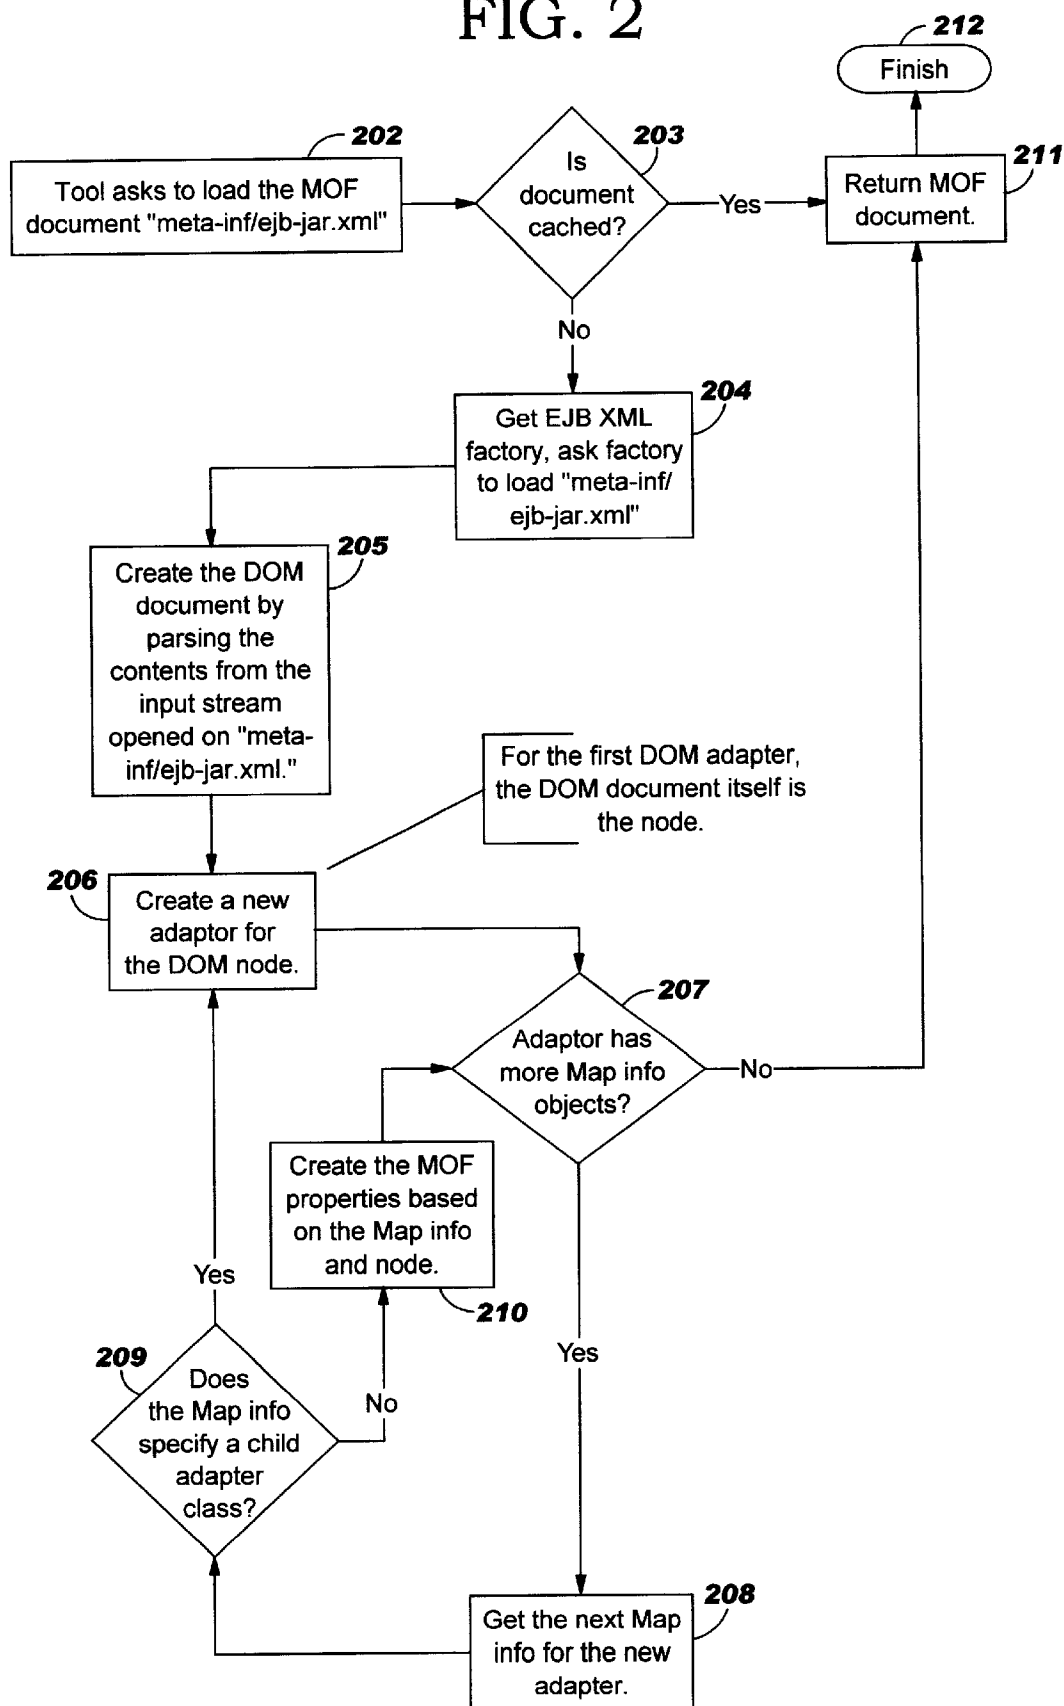 FIG. 2
212
Finish
202
Tool asks to load the MOF
document "meta-inf/ejb-jar.xml"
203
Is
document
cached?
Yes
211
Return MOF
document.
No
204
Get EJB XML
factory, ask factory
to load "meta-inf/
ejb-jar.xml"
205
Create the DOM
document by
parsing the
contents from the
input stream
opened on "meta-
inf/ejb-jar.xml."
For the first DOM adapter,
the DOM document itself is
the node.
206
Create a new
adaptor for
the DOM node.
207
Adaptor has
more Map info
objects?
No
Create the MOF
properties based
on the Map info
and node.
210
Yes
Yes
209
Does
the Map info
specify a child
adapter
class?
No
208
Get the next Map
info for the new
adapter.